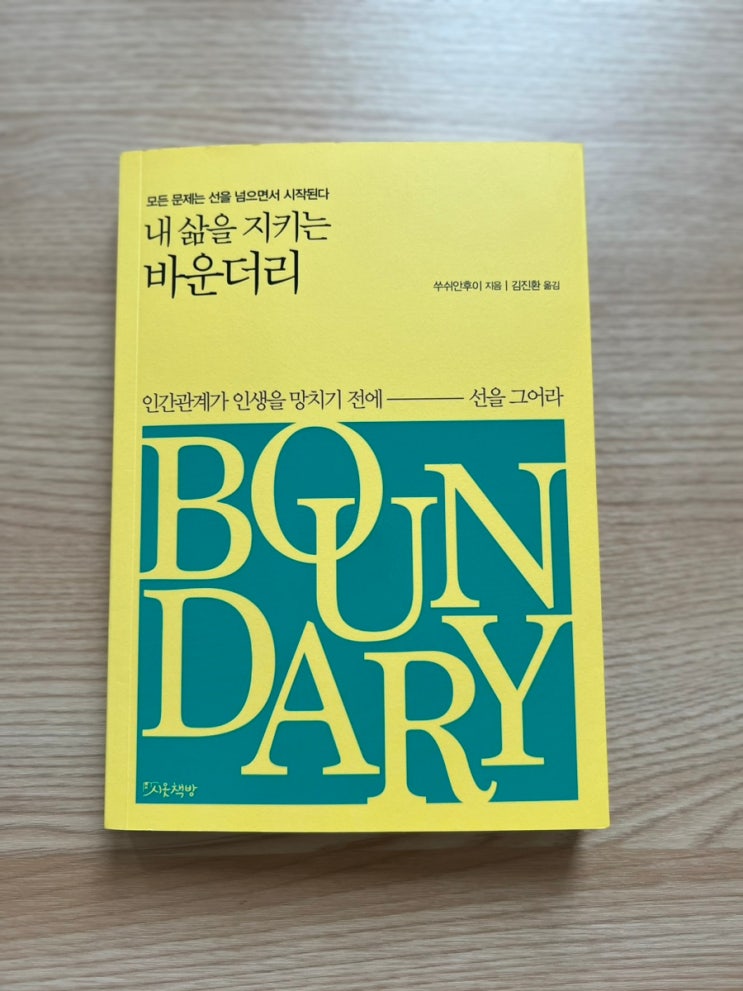 모든 문제는 선을 넘으면서 시작된다
내 삶을 지키는
바운더리
쑤쉬안후이 지음 | 김진환 옮김
인간관계가 인생을 망치기 전에 ──── 선을 그어라
BOUN
DARY
시옷책방